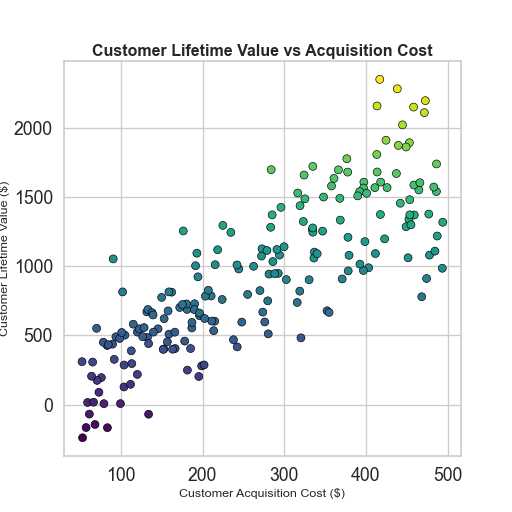 Customer Lifetime Value vs Acquisition Cost
Customer Lifetime Value ($)
2000
1500
1000
500
0
100 200 300 400 500
Customer Acquisition Cost ($)